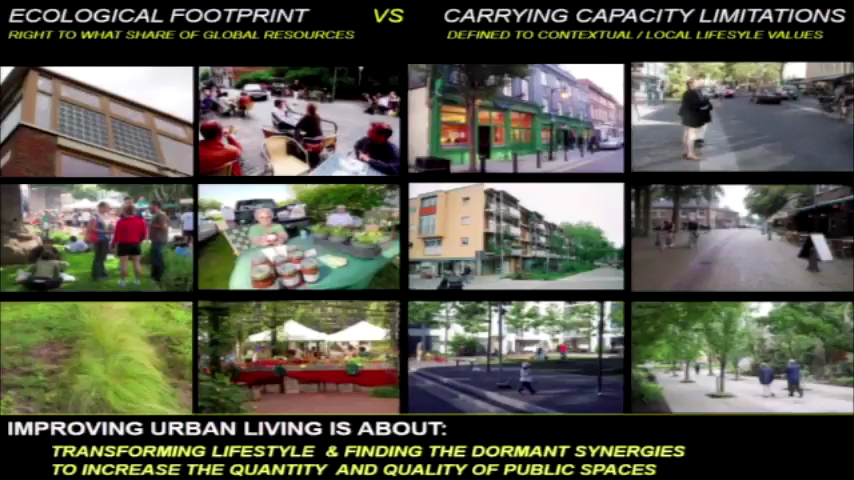 ECOLOGICAL FOOTPRINT VS CARRYING CAPACITY LIMITATIONS
RIGHT TO WHAT SHARE OF GLOBAL RESOURCES DEFINED TO CONTEXTUAL / LOCAL LIFESYLE VALUES
IMPROVING URBAN LIVING IS ABOUT:
TRANSFORMING LIFESTYLE & FINDING THE DORMANT SYNERGIES
TO INCREASE THE QUANTITY AND QUALITY OF PUBLIC SPACES